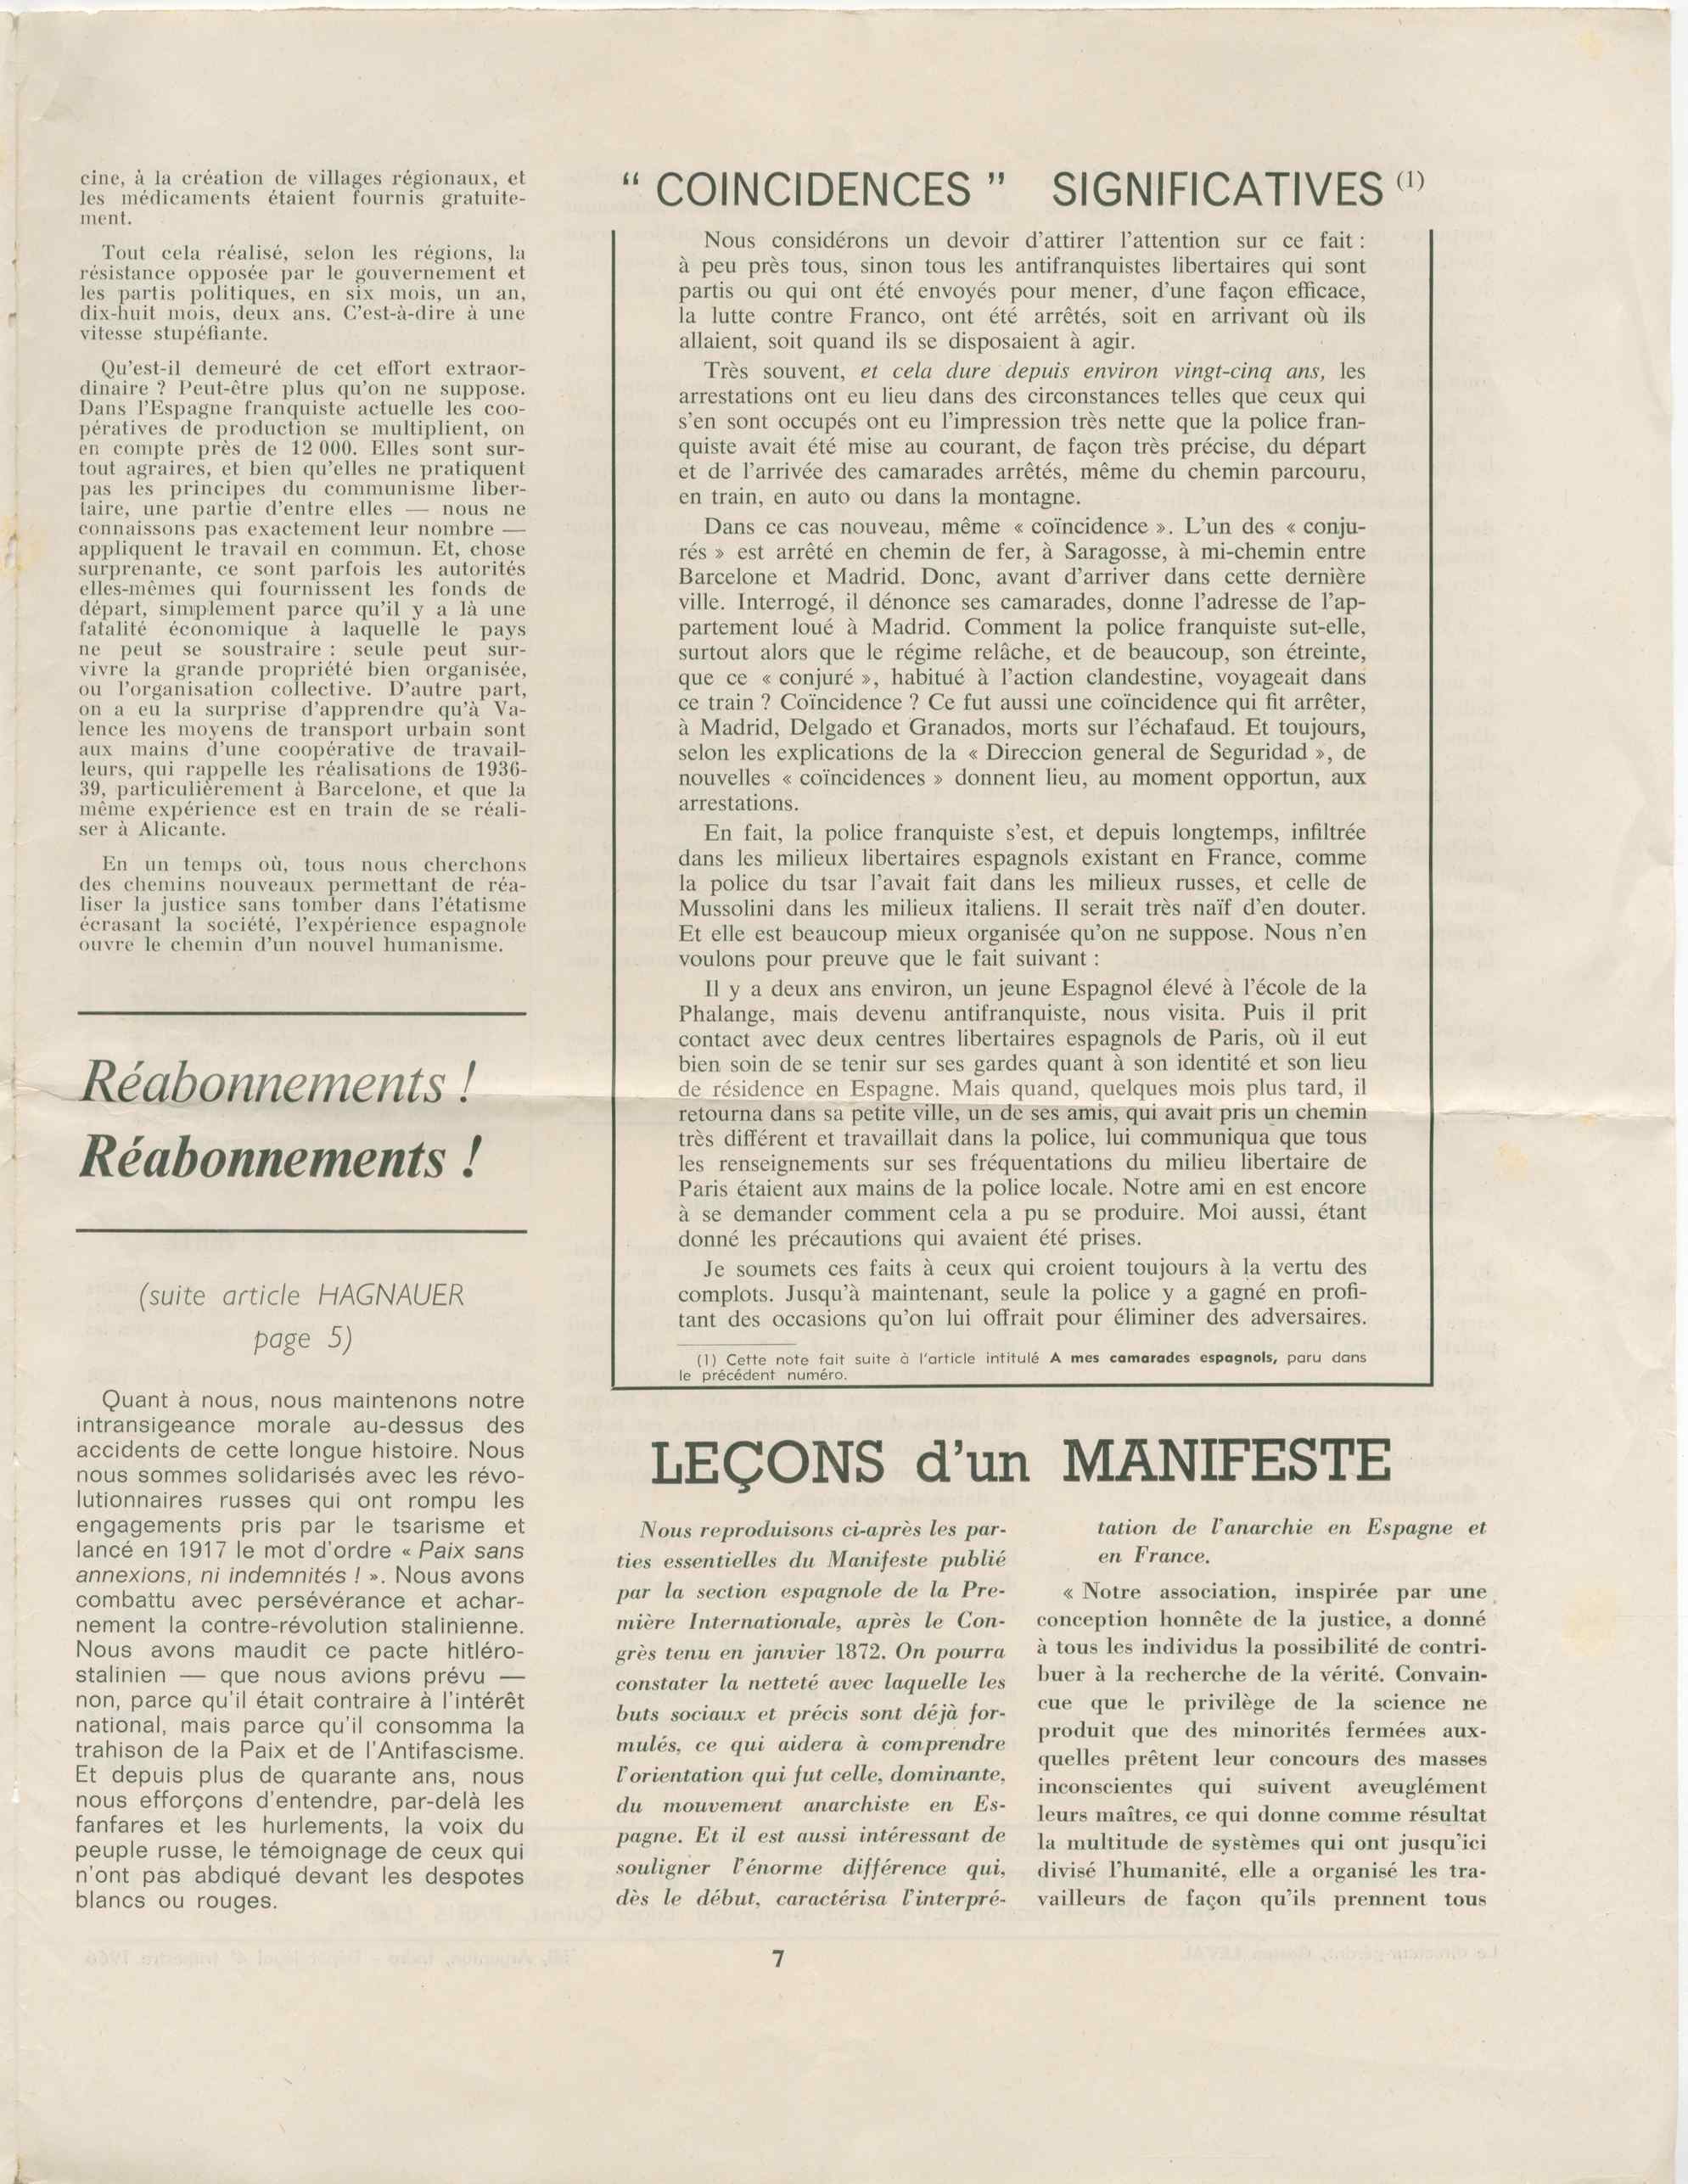 cine, à la création de villages régionaux, et
les médicaments étaient fournis gratuite-
ment.
Tout cela réalisé, selon les régions, la
résistance opposée par le gouvernement et
les partis politiques, en six mois, un an,
dix-huit mois, deux ans. C'est-à-dire à une
vitesse stupéfiante.
Qu'est-il demeuré de cet effort extraor-
dinaire ? Peut-être plus qu'on ne suppose.
Dans l'Espagne franquiste actuelle les coo-
pératives de production se multiplient, on
en compte près de 12 000. Elles sont sur-
tout agraires, et bien qu'elles ne pratiquent
pas les principes du communisme liber-
taire, une partie d'entre elles — nous ne
connaissons pas exactement leur nombre —
appliquent le travail en commun. Et, chose
surprenante, ce sont parfois les autorités
elles-mêmes qui fournissent les fonds de
départ, simplement parce qu'il y a là une
fatalité économique à laquelle le pays
ne peut se soustraire : seule peut sur-
vivre la grande propriété bien organisée,
ou l'organisation collective. D'autre part,
on a eu la surprise d'apprendre qu'à Va-
lence les moyens de transport urbain sont
aux mains d'une coopérative de travail-
leurs, qui rappelle les réalisations de 1936-
39, particulièrement à Barcelone, et que la
même expérience est en train de se réali-
ser à Alicante.
En un temps où, tous nous cherchons
des chemins nouveaux permettant de réa-
liser la justice sans tomber dans l'étatisme
écrasant la société, l'expérience espagnole
ouvre le chemin d'un nouvel humanisme.
Réabonnements !
Réabonnements !
(suite article HAGNAUER
page 5)
Quant à nous, nous maintenons notre
intransigeance morale au-dessus des
accidents de cette longue histoire. Nous
nous sommes solidarisés avec les révo-
lutionnaires russes qui ont rompu les
engagements pris par le tsarisme et
lancé en 1917 le mot d'ordre « Paix sans
annexions, ni indemnités ! ». Nous avons
combattu avec persévérance et achar-
nement la contre-révolution stalinienne.
Nous avons maudit ce pacte hitléro-
stalinien — que nous avions prévu —
non, parce qu'il était contraire à l'intérêt
national, mais parce qu'il consomma la
trahison de la Paix et de l'Antifascisme.
Et depuis plus de quarante ans, nous
nous efforçons d'entendre, par-delà les
fanfares et les hurlements, la voix du
peuple russe, le témoignage de ceux qui
n'ont pas abdiqué devant les despotes
blancs ou rouges.
" COINCIDENCES " SIGNIFICATIVES (1)
Nous considérons un devoir d'attirer l'attention sur ce fait :
à peu près tous, sinon tous les antifranquistes libertaires qui sont
partis ou qui ont été envoyés pour mener, d'une façon efficace,
la lutte contre Franco, ont été arrêtés, soit en arrivant où ils
allaient, soit quand ils se disposaient à agir.
Très souvent, et cela dure depuis environ vingt-cinq ans, les
arrestations ont eu lieu dans des circonstances telles que ceux qui
s'en sont occupés ont eu l'impression très nette que la police fran-
quiste avait été mise au courant, de façon très précise, du départ
et de l'arrivée des camarades arrêtés, même du chemin parcouru,
en train, en auto ou dans la montagne.
Dans ce cas nouveau, même « coïncidence ». L'un des « conju-
rés » est arrêté en chemin de fer, à Saragosse, à mi-chemin entre
Barcelone et Madrid. Donc, avant d'arriver dans cette dernière
ville. Interrogé, il dénonce ses camarades, donne l'adresse de l'ap-
partement loué à Madrid. Comment la police franquiste sut-elle,
surtout alors que le régime relâche, et de beaucoup, son étreinte,
que ce « conjuré », habitué à l'action clandestine, voyageait dans
ce train ? Coïncidence ? Ce fut aussi une coïncidence qui fit arrêter,
à Madrid, Delgado et Granados, morts sur l'échafaud. Et toujours,
selon les explications de la « Direccion general de Seguridad », de
nouvelles « coïncidences » donnent lieu, au moment opportun, aux
arrestations.
En fait, la police franquiste s'est, et depuis longtemps, infiltrée
dans les milieux libertaires espagnols existant en France, comme
la police du tsar l'avait fait dans les milieux russes, et celle de
Mussolini dans les milieux italiens. Il serait très naïf d'en douter.
Et elle est beaucoup mieux organisée qu'on ne suppose. Nous n'en
voulons pour preuve que le fait suivant :
Il y a deux ans environ, un jeune Espagnol élevé à l'école de la
Phalange, mais devenu antifranquiste, nous visita. Puis il prit
contact avec deux centres libertaires espagnols de Paris, où il eut
bien soin de se tenir sur ses gardes quant à son identité et son lieu
de résidence en Espagne. Mais quand, quelques mois plus tard, il
retourna dans sa petite ville, un de ses amis, qui avait pris un chemin
très différent et travaillait dans la police, lui communiqua que tous
les renseignements sur ses fréquentations du milieu libertaire de
Paris étaient aux mains de la police locale. Notre ami en est encore
à se demander comment cela a pu se produire. Moi aussi, étant
donné les précautions qui avaient été prises.
Je soumets ces faits à ceux qui croient toujours à la vertu des
complots. Jusqu'à maintenant, seule la police y a gagné en profi-
tant des occasions qu'on lui offrait pour éliminer des adversaires.
(1) Cette note fait suite à l'article intitulé A mes camarades espagnols, paru dans
le précédent numéro.
LEÇONS d'un MANIFESTE
Nous reproduisons ci-après les par-
ties essentielles du Manifeste publié
par la section espagnole de la Pre-
mière Internationale, après le Con-
grès tenu en janvier 1872. On pourra
constater la netteté avec laquelle les
buts sociaux et précis sont déjà for-
mulés, ce qui aidera à comprendre
l'orientation qui fut celle, dominante,
du mouvement anarchiste en Es-
pagne. Et il est aussi intéressant de
souligner l'énorme différence qui,
dès le début, caractérisa l'interpré-
tation de l'anarchie en Espagne et
en France.
« Notre association, inspirée par une
conception honnête de la justice, a donné
à tous les individus la possibilité de contri-
buer à la recherche de la vérité. Convain-
cue que le privilège de la science ne
produit que des minorités fermées aux-
quelles prêtent leur concours des masses
inconscientes qui suivent aveuglément
leurs maîtres, ce qui donne comme résultat
la multitude de systèmes qui ont jusqu'ici
divisé l'humanité, elle a organisé les tra-
vailleurs de façon qu'ils prennent tous
7